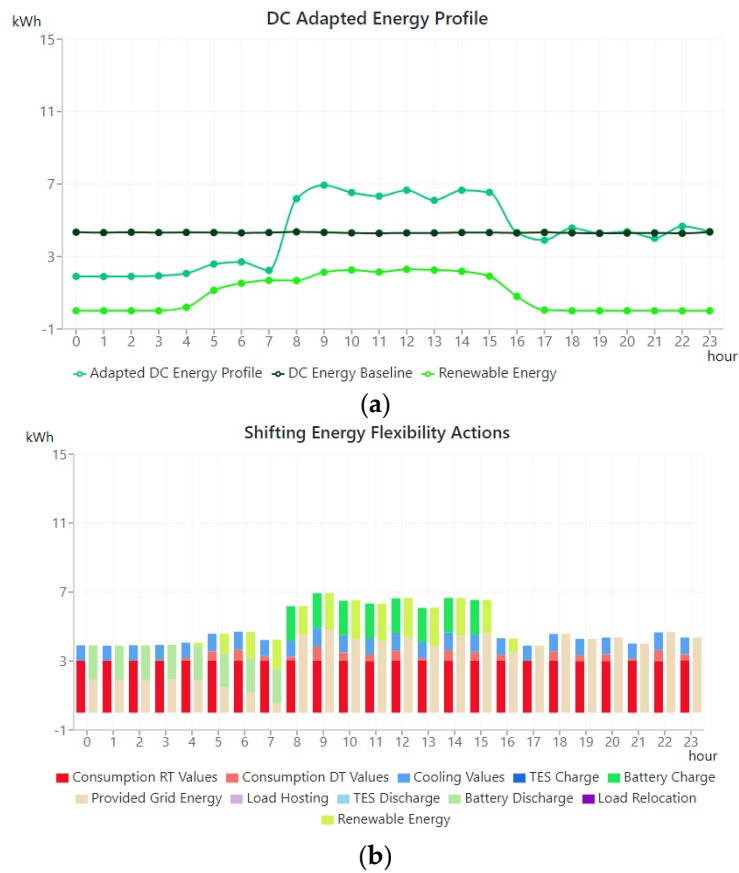 DC Adapted Energy Profile
kWh
15
11
7
3
-1
0 1 2 3 4 5 6 7 8 9 10 11 12 13 14 15 16 17 18 19 20 21 22 23
hour
Adapted DC Energy Profile DC Energy Baseline Renewable Energy
(a)
Shifting Energy Flexibility Actions
kWh
15
11
7
3
-1
0 1 2 3 4 5 6 7 8 9 10 11 12 13 14 15 16 17 18 19 20 21 22 23
hour
Consumption RT Values Consumption DT Values Cooling Values TES Charge Battery Charge
Provided Grid Energy Load Hosting TES Discharge Battery Discharge Load Relocation
Renewable Energy
(b)